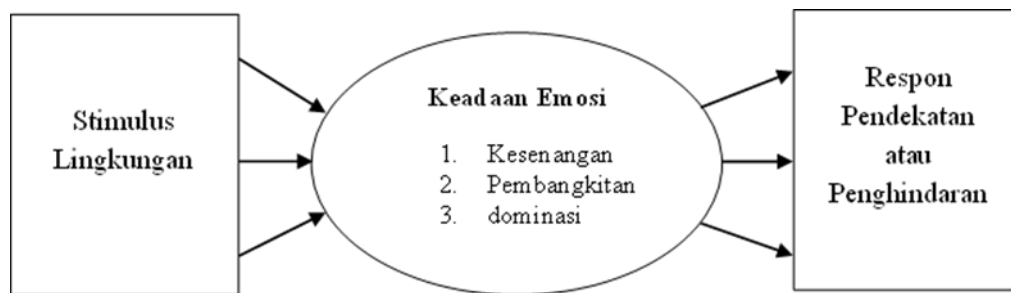 Stimulus
Lingkungan
Keadaan Emosi
1. Kesenangan
2. Pembangkitan
3. dominasi
Respon
Pendekatan
atau
Penghindaran